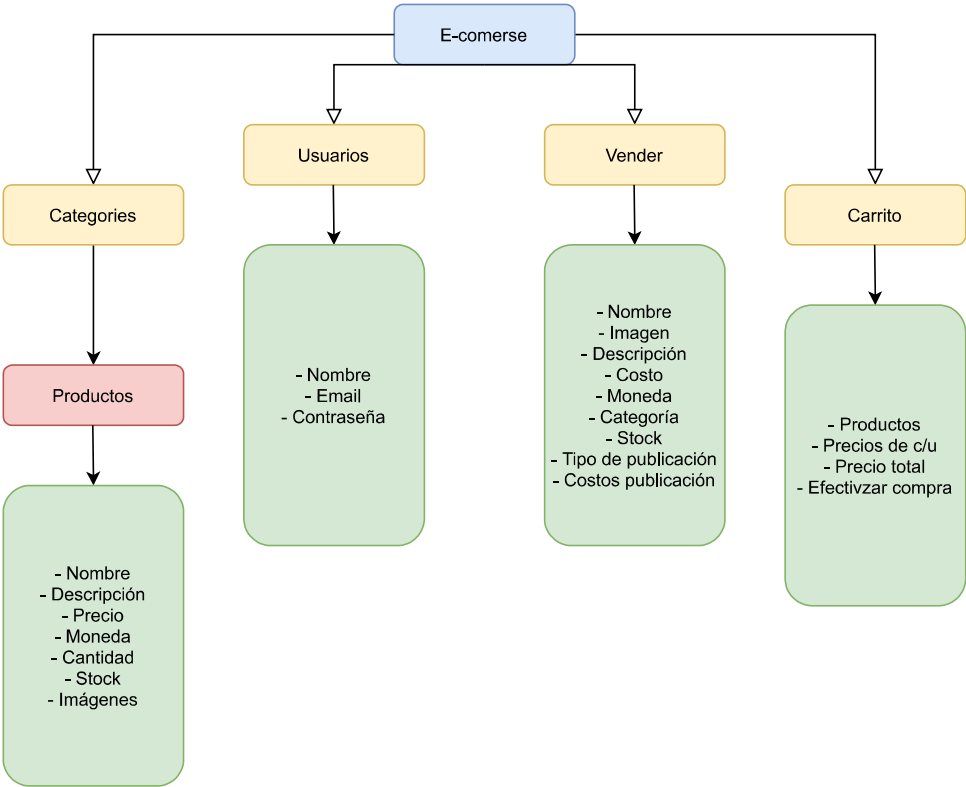 E-comerse
Usuarios
Vender
Categories
Carrito
Productos
- Nombre
- Email
- Contraseña
- Nombre
- Imagen
- Descripción
- Costo
- Moneda
- Categoría
- Stock
- Tipo de publicación
- Costos publicación
- Productos
- Precios de c/u
- Precio total
- Efectivzar compra
- Nombre
- Descripción
- Precio
- Moneda
- Cantidad
- Stock
- Imágenes